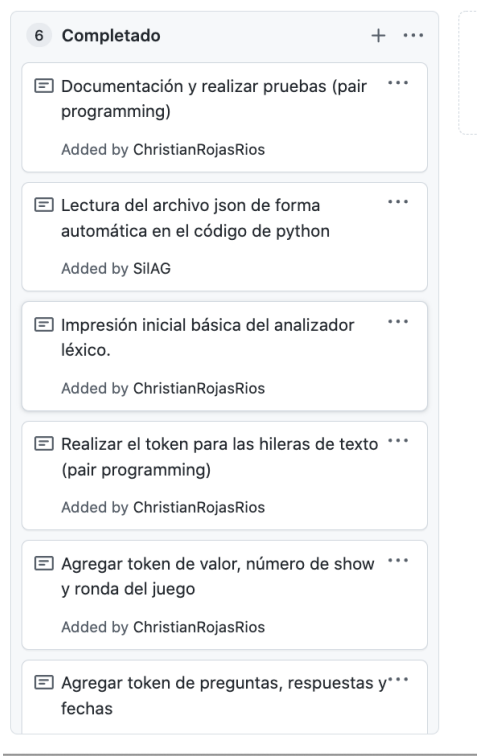 6 Completado
Documentación y realizar pruebas (pair
programming)
Added by ChristianRojasRios
Lectura del archivo json de forma
automática en el código de python
Added by SilAG
Impresión inicial básica del analizador
léxico.
Added by ChristianRojasRios
Realizar el token para las hileras de texto
(pair programming)
Added by ChristianRojasRios
Agregar token de valor, número de show
y ronda del juego
Added by ChristianRojasRios
Agregar token de preguntas, respuestas y
fechas